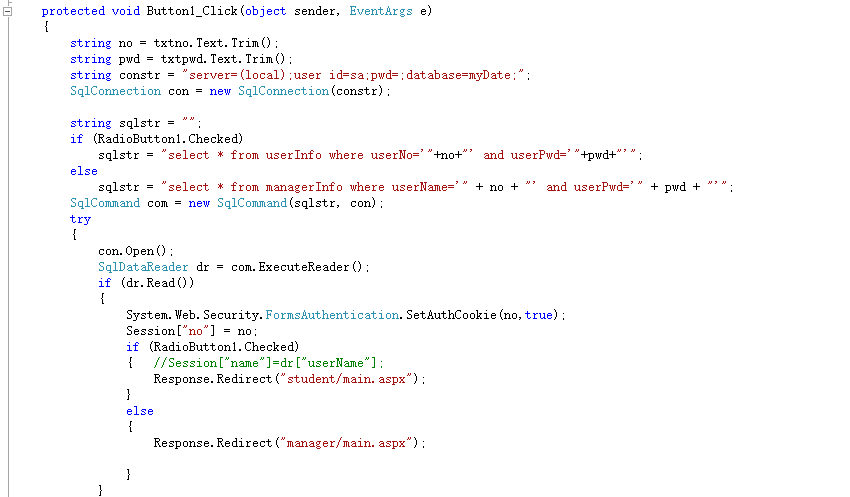 protected void Button1_Click(object sender, EventArgs e)
{
string no = txtno.Text.Trim();
string pwd = txtpwd.Text.Trim();
string constr = "server=(local);user id=sa;pwd=;database=myDate;";
SqlConnection con = new SqlConnection(constr);
string sqlstr = "";
if (RadioButton1.Checked)
sqlstr = "select * from userInfo where userNo='"+no+"' and userPwd='"+pwd+"'";
else
sqlstr = "select * from managerInfo where userName='" + no + "' and userPwd='" + pwd + "'";
SqlCommand com = new SqlCommand(sqlstr, con);
try
{
con.Open();
SqlDataReader dr = com.ExecuteReader();
if (dr.Read())
{
System.Web.Security.FormsAuthentication.SetAuthCookie(no,true);
Session["no"] = no;
if (RadioButton1.Checked)
{ //Session["name"]=dr["userName"];
Response.Redirect("student/main.aspx");
}
else
{
Response.Redirect("manager/main.aspx");
}
}